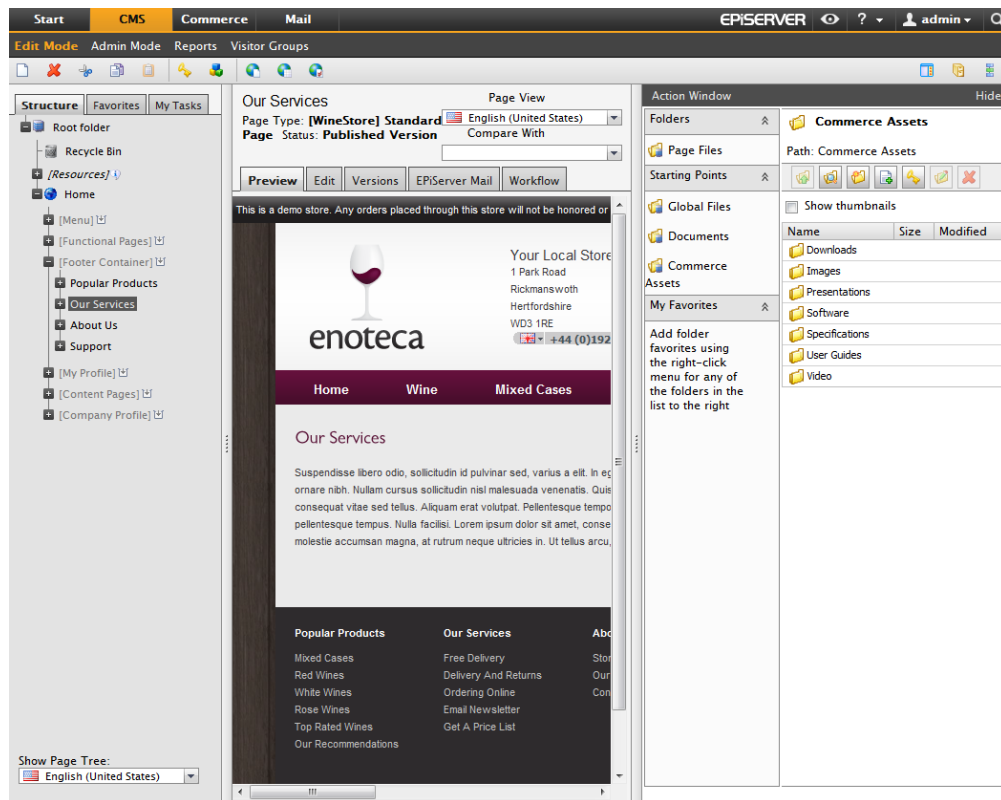 Start CMS Commerce Mail EPiSERVER ? admin
Edit Mode Admin Mode Reports Visitor Groups
Structure Favorites My Tasks
Root folder
Recycle Bin
[Resources]
Home
[Menu]
[Functional Pages]
[Footer Container]
Popular Products
Our Services
About Us
Support
[My Profile]
[Content Pages]
[Company Profile]
Show Page Tree:
English (United States)
Our Services
Page View
Page Type: [WineStore] Standard
English (United States)
Page Status: Published Version
Compare With
Preview Edit Versions EPiServer Mail Workflow
This is a demo store. Any orders placed through this store will not be honored or
Your Local Store
1 Park Road
Rickmansworth
Hertfordshire
WD3 1RE
+44 (0)192
enoteca
Home Wine Mixed Cases
Our Services
Suspendisse libero odio, sollicitudin id pulvinar sed, varius a elit. In eg
ornare nibh. Nullam cursus sollicitudin nisl malesuada venenatis. Quis
consequat vitae sed tellus. Aliquam erat volutpat. Pellentesque tempo
pellentesque tempus. Nulla facilisi. Lorem ipsum dolor sit amet, conse
molestie accumsan magna, at rutrum neque ultricies in. Ut tellus arcu,
Popular Products Our Services Abo
Mixed Cases Free Delivery Stor
Red Wines Delivery And Returns Our
White Wines Ordering Online Con
Rose Wines Email Newsletter
Top Rated Wines Get A Price List
Our Recommendations
Action Window Hide
Folders
Page Files
Starting Points
Global Files
Documents
Commerce
Assets
My Favorites
Add folder
favorites using
the right-click
menu for any of
the folders in the
list to the right
Commerce Assets
Path: Commerce Assets
Show thumbnails
Name Size Modified
Downloads
Images
Presentations
Software
Specifications
User Guides
Video